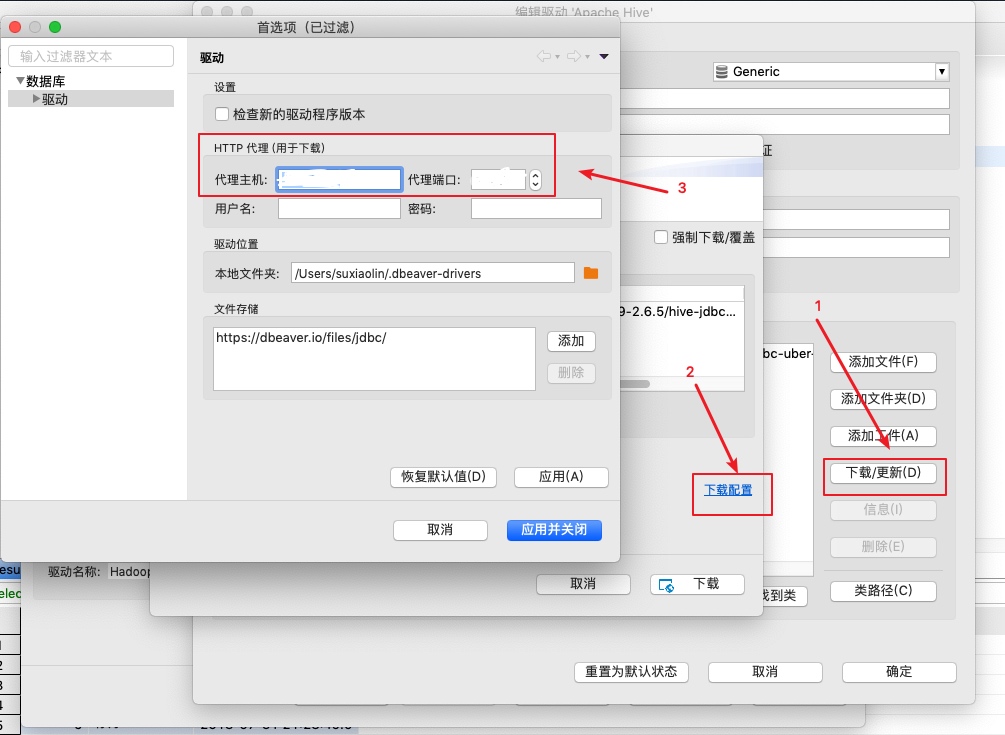 编辑驱动 'Apache Hive'
首选项（已过滤）
输入过滤器文本
数据库
驱动
驱动
设置
检查新的驱动程序版本
HTTP 代理 (用于下载)
代理主机:
代理端口:
用户名:
密码:
驱动位置
本地文件夹: /Users/suxiaolin/.dbeaver-drivers
文件存储
https://dbeaver.io/files/jdbc/
添加
删除
恢复默认值(D)
应用(A)
取消
应用并关闭
3
Generic
证
强制下载/覆盖
9-2.6.5/hive-jdbc...
2
下载配置
取消
下载
1
bc-uber-
添加文件(F)
添加文件夹(D)
添加工件(A)
下载/更新(D)
信息(I)
删除(E)
类路径(C)
找到类
重置为默认状态
取消
确定
驱动名称: Hadoop
esu
elec
2
3
4
5